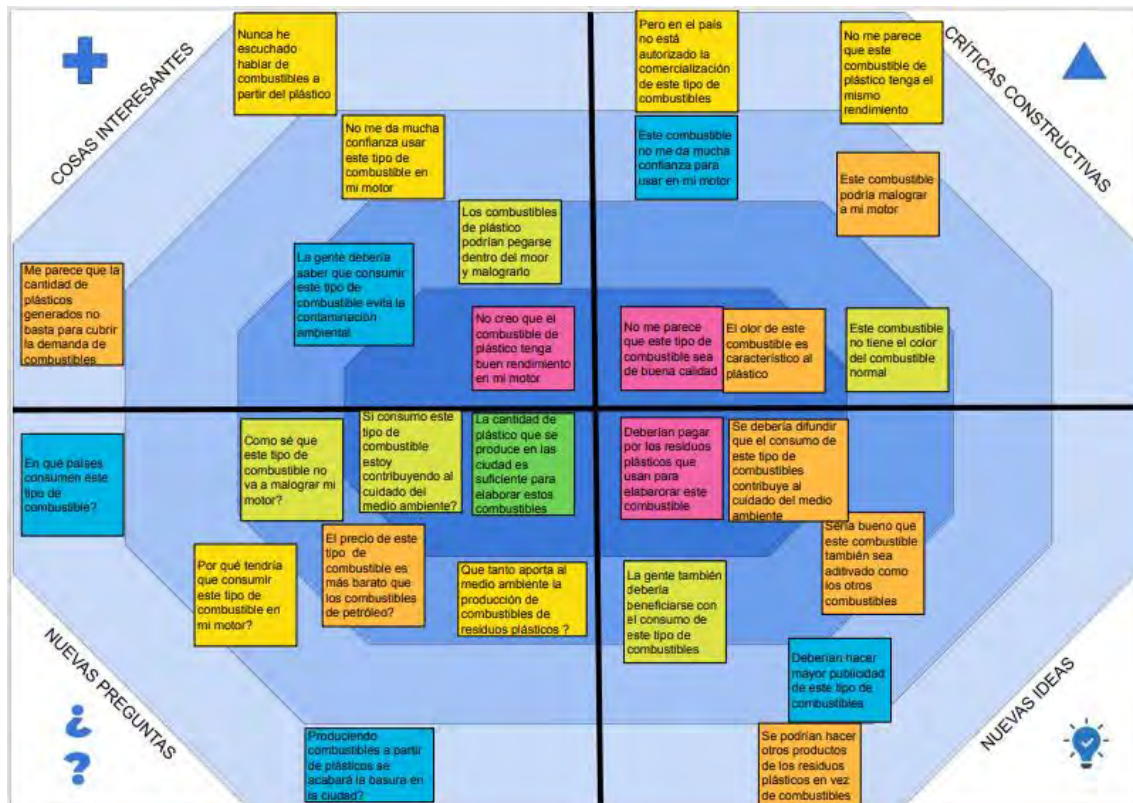 COSAS INTERESANTES
Nunca he
escuchado
hablar de
combustibles a
partir del plástico
No me da mucha
confianza usar
este tipo de
combustible en
mi motor
Los combustibles
de plástico
podrían pegarse
dentro del moor
y malograrlo
La gente debería
saber que consumir
este tipo de
combustible evita la
contaminación
ambiental
Me parece que la
cantidad de
plásticos
generados no
basta para cubrir
la demanda de
combustibles
No creo que el
combustible de
plástico tenga
buen rendimiento
en mi motor
CRÍTICAS CONSTRUCTIVAS
Pero en el país
no está
autorizado la
comercialización
de este tipo de
combustibles
No me parece
que este
combustible de
plástico tenga el
mismo
rendimiento
Este combustible
no me da mucha
confianza para
usar en mi motor
Este combustible
podría malograr
a mi motor
No me parece
que este tipo de
combustible sea
de buena calidad
El olor de este
combustible es
característico al
plástico
Este combustible
no tiene el color
del combustible
normal
En qué países
consumen este
tipo de
combustible?
Como sé que
este tipo de
combustible no
va a malograr mi
motor?
Si consumo este
tipo de
combustible
estoy
contribuyendo al
cuidado del
medio ambiente?
La cantidad de
plástico que se
produce en las
ciudad es
suficiente para
elaborar estos
combustibles
Por qué tendría
que consumir
este tipo de
combustible en
mi motor?
El precio de este
tipo de
combustible es
más barato que
los combustibles
de petróleo?
Que tanto aporta al
medio ambiente la
producción de
combustibles de
residuos plásticos ?
Produciendo
combustibles a partir
de plásticos se
acabará la basura en
la ciudad?
NUEVAS PREGUNTAS
¿
?
Deberían pagar
por los residuos
plásticos que
usan para
elabarorar este
combustible
Se debería difundir
que el consumo de
este tipo de
combustibles
contribuye al
cuidado del medio
ambiente
Sería bueno que
este combustible
también sea
aditivado como
los otros
combustibles
La gente también
debería
beneficiarse con
el consumo de
este tipo de
combustibles
Deberían hacer
mayor publicidad
de este tipo de
combustibles
Se podrían hacer
otros productos
de los residuos
plásticos en vez
de combustibles
NUEVAS IDEAS